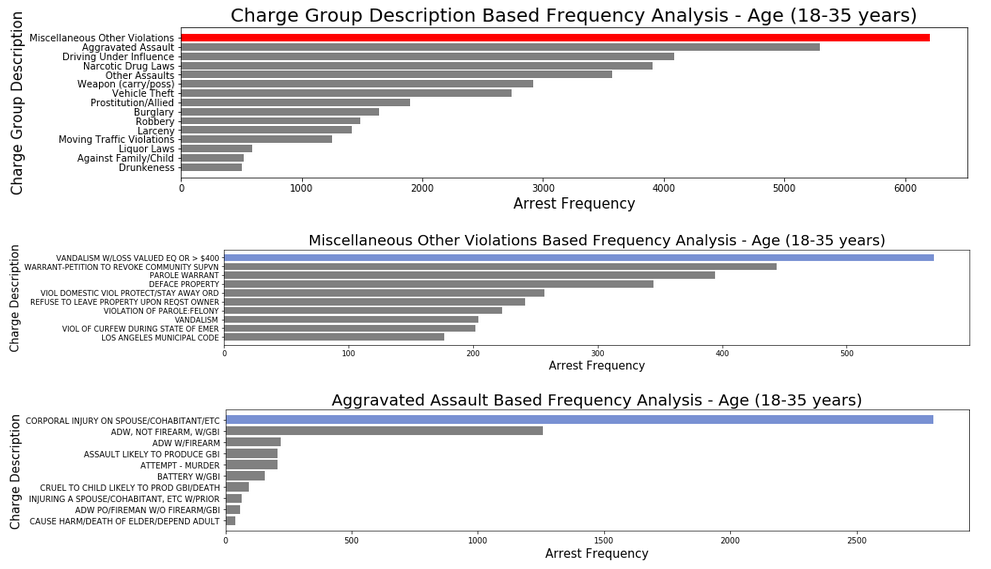 Charge Group Description Based Frequency Analysis - Age (18-35 years)
Charge Group Description
Miscellaneous Other Violations
Aggravated Assault
Driving Under Influence
Narcotic Drug Laws
Other Assaults
Weapon (carry/poss)
Vehicle Theft
Prostitution/Allied
Burglary
Robbery
Larceny
Moving Traffic Violations
Liquor Laws
Against Family/Child
Drunkeness
0 1000 2000 3000 4000 5000 6000
Arrest Frequency
Miscellaneous Other Violations Based Frequency Analysis - Age (18-35 years)
Charge Description
VANDALISM W/LOSS VALUED EQ OR > $400
WARRANT-PETITION TO REVOKE COMMUNITY SUPVN
PAROLE WARRANT
DEFACE PROPERTY
VIOL DOMESTIC VIOL PROTECT/STAY AWAY ORD
REFUSE TO LEAVE PROPERTY UPON REQST OWNER
VIOLATION OF PAROLE:FELONY
VANDALISM
VIOL OF CURFEW DURING STATE OF EMER
LOS ANGELES MUNICIPAL CODE
0 100 200 300 400 500
Arrest Frequency
Aggravated Assault Based Frequency Analysis - Age (18-35 years)
Charge Description
CORPORAL INJURY ON SPOUSE/COHABITANT/ETC
ADW, NOT FIREARM, W/GBI
ADW W/FIREARM
ASSAULT LIKELY TO PRODUCE GBI
ATTEMPT - MURDER
BATTERY W/GBI
CRUEL TO CHILD LIKELY TO PROD GBI/DEATH
INJURING A SPOUSE/COHABITANT, ETC W/PRIOR
ADW PO/FIREMAN W/O FIREARM/GBI
CAUSE HARM/DEATH OF ELDER/DEPEND ADULT
0 500 1000 1500 2000 2500
Arrest Frequency